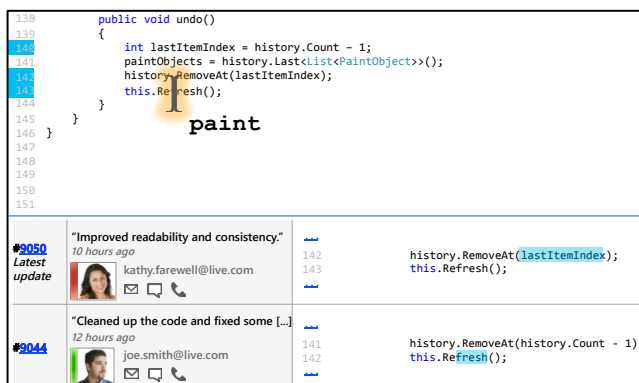 138 public void undo()
139 {
140 int lastItemIndex = history.Count - 1;
141 paintObjects = history.Last<List<PaintObject>>();
142 history.RemoveAt(lastItemIndex);
143 this.Refresh();
144 }
145 }
146 }
147
148
149
150
151
paint
#9050
Latest
update
"Improved readability and consistency."
10 hours ago
kathy.farewell@live.com
...
142 history.RemoveAt(lastItemIndex);
143 this.Refresh();
...
#9044
"Cleaned up the code and fixed some [...]
12 hours ago
joe.smith@live.com
...
141 history.RemoveAt(history.Count - 1)
142 this.Refresh();
...